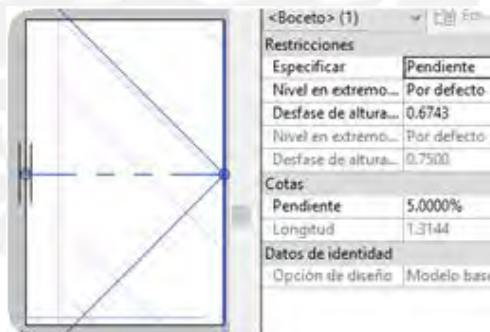 <Boceto> (1)
Restricciones
Especificar Pendiente
Nivel en extremo... Por defecto
Desfase de altura... 0.6743
Nivel en extremo... Por defecto
Desfase de altura... 0.7500
Cotas
Pendiente 5.0000%
Longitud 1.3144
Datos de identidad
Opción de diseño Modelo base